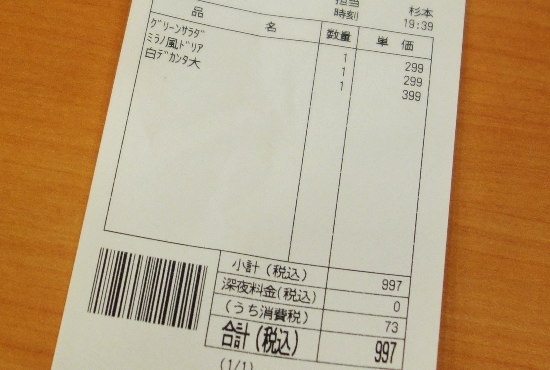 担当 杉本
時刻 19:39
品 名 数量 単 価
グリーンサラダ 1 299
ミラノ風ドリア 1 299
白デカンタ大 1 399
小計(税込) 997
深夜料金(税込) 0
(うち消費税) 73
合計(税込) 997
(1/1)